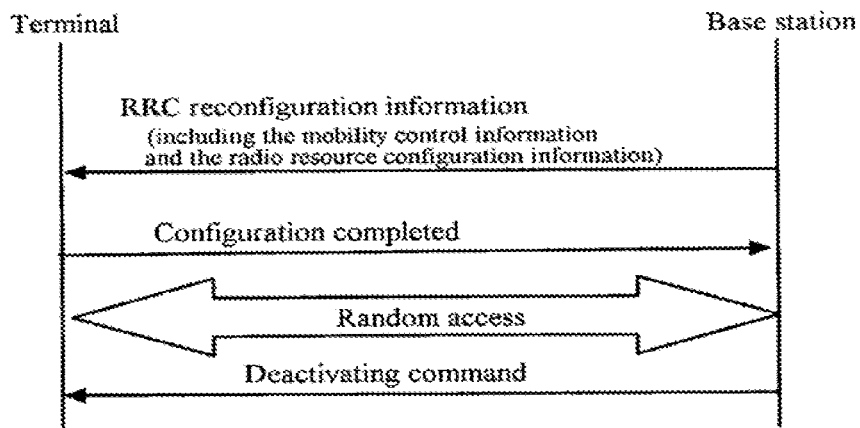 Terminal
Base station
RRC reconfiguration information
(including the mobility control information
and the radio resource configuration information)
Configuration completed
Random access
Deactivating command